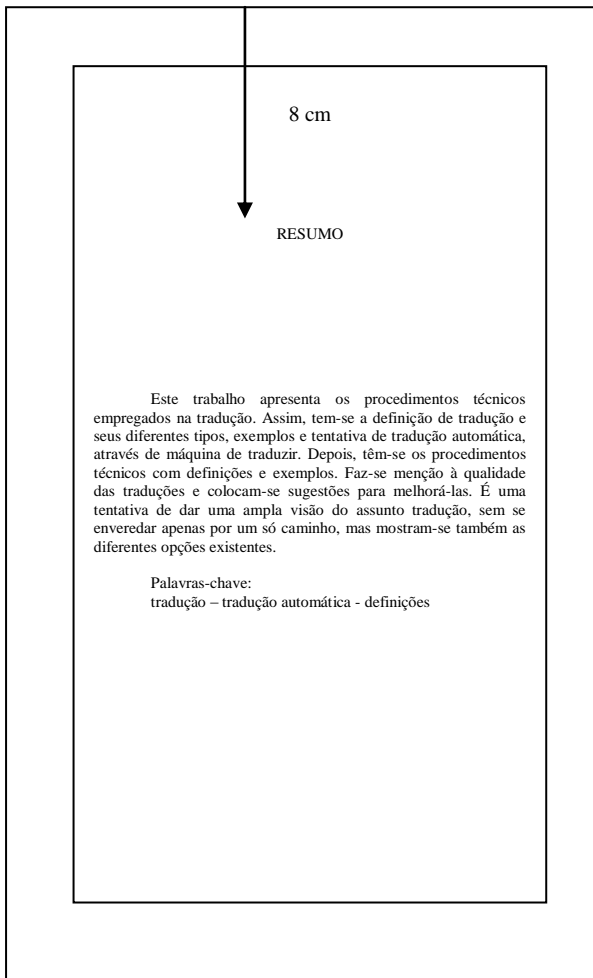 8 cm
RESUMO
Este trabalho apresenta os procedimentos técnicos
empregados na tradução. Assim, tem-se a definição de tradução e
seus diferentes tipos, exemplos e tentativa de tradução automática,
através de máquina de traduzir. Depois, têm-se os procedimentos
técnicos com definições e exemplos. Faz-se menção à qualidade
das traduções e colocam-se sugestões para melhorá-las. É uma
tentativa de dar uma ampla visão do assunto tradução, sem se
enveredar apenas por um só caminho, mas mostram-se também as
diferentes opções existentes.
Palavras-chave:
tradução – tradução automática - definições